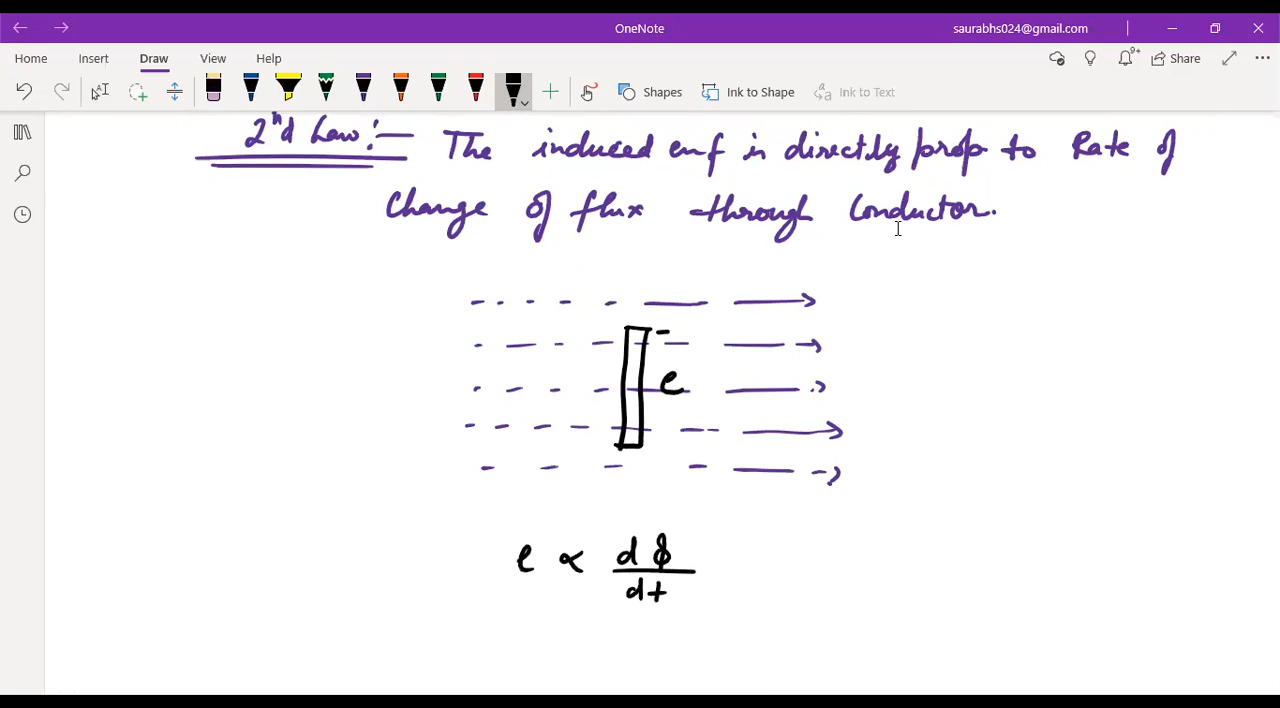 OneNote
saurabhs024@gmail.com
Home Insert Draw View Help
Share
Shapes Ink to Shape Ink to Text
2nd Law:- The induced emf is directly prop to Rate of
Change of flux through Conductor.
-
e
e ∝ dϕ
dt